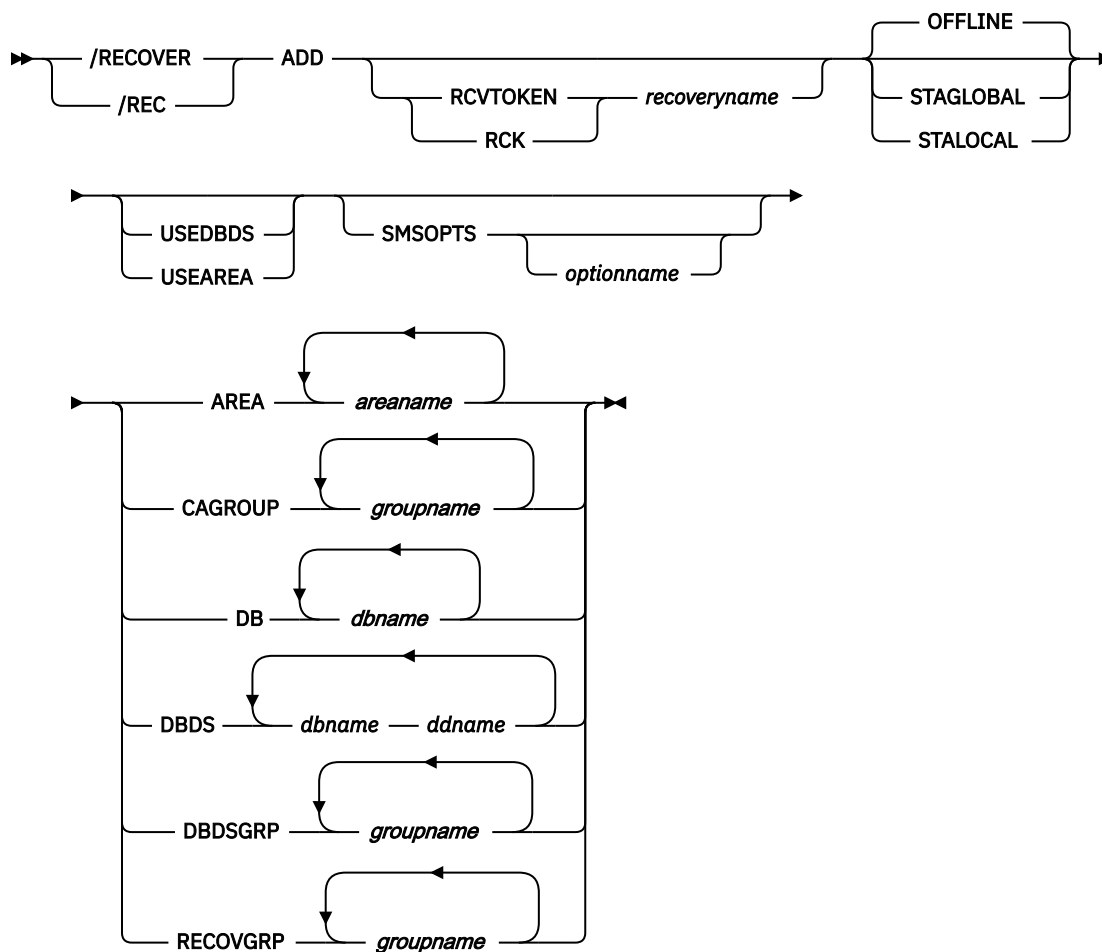 OFFLINE
/RECOVER ADD
/REC
RCVTOKEN recoveryname
RCK
STAGLOBAL
STALOCAL
USEDBDS
USEAREA
SMSOPTS
optionname
AREA areaname
CAGROUP groupname
DB dbname
DBDS dbname ddname
DBDSGRP groupname
RECOVGRP groupname